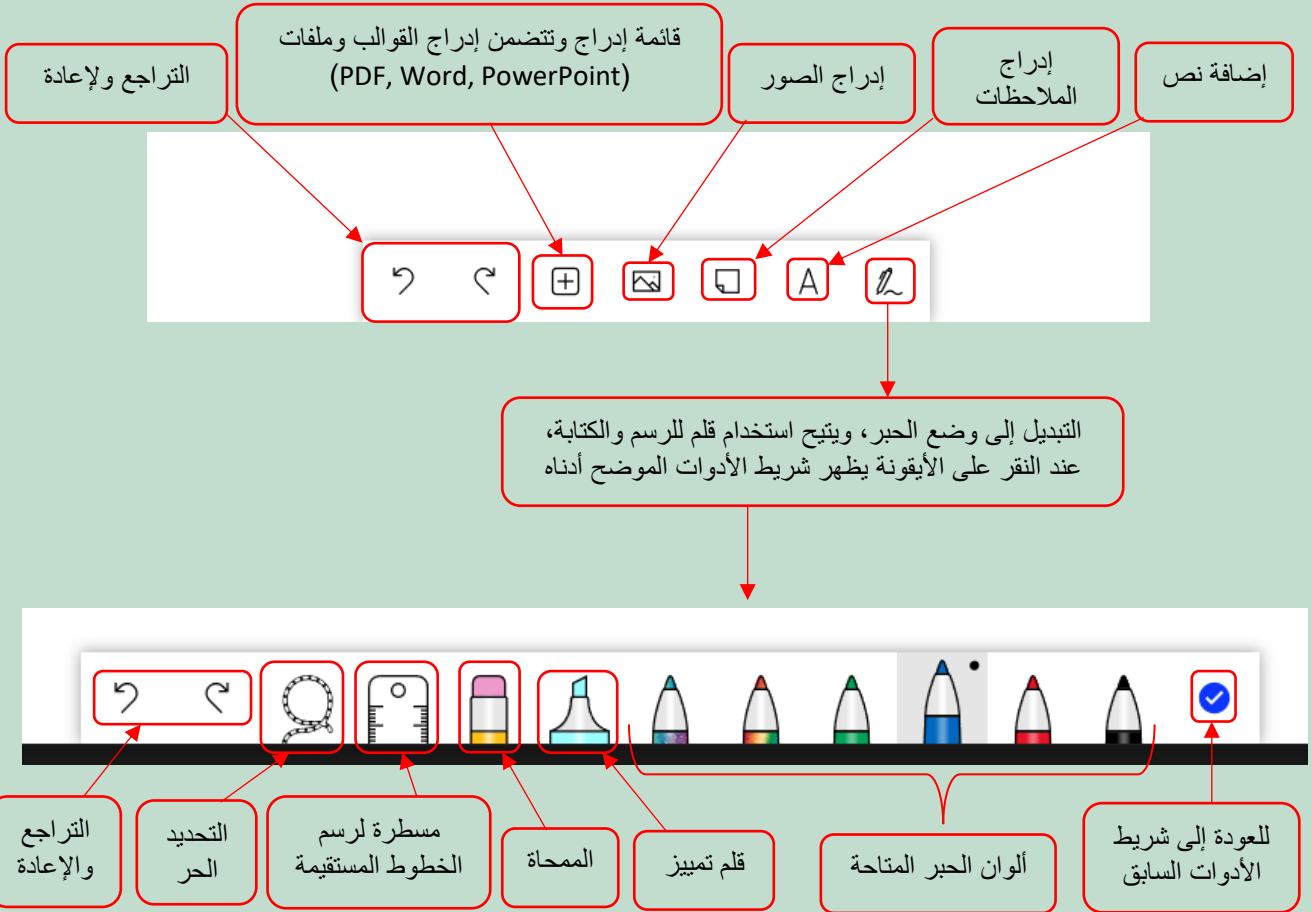 إضافة نص
إدراج
الملاحظات
إدراج الصور
قائمة إدراج وتتضمن إدراج القوالب وملفات
(PDF, Word, PowerPoint)
التراجع ولإعادة
A
التبديل إلى وضع الحبر، ويتيح استخدام قلم للرسم والكتابة،
عند النقر على الأيقونة يظهر شريط الأدوات الموضح أدناه
للعودة إلى شريط
الأدوات السابق
ألوان الحبر المتاحة
قلم تمييز
الممحاة
مسطرة لرسم
الخطوط المستقيمة
التحديد
الحر
التراجع
والإعادة